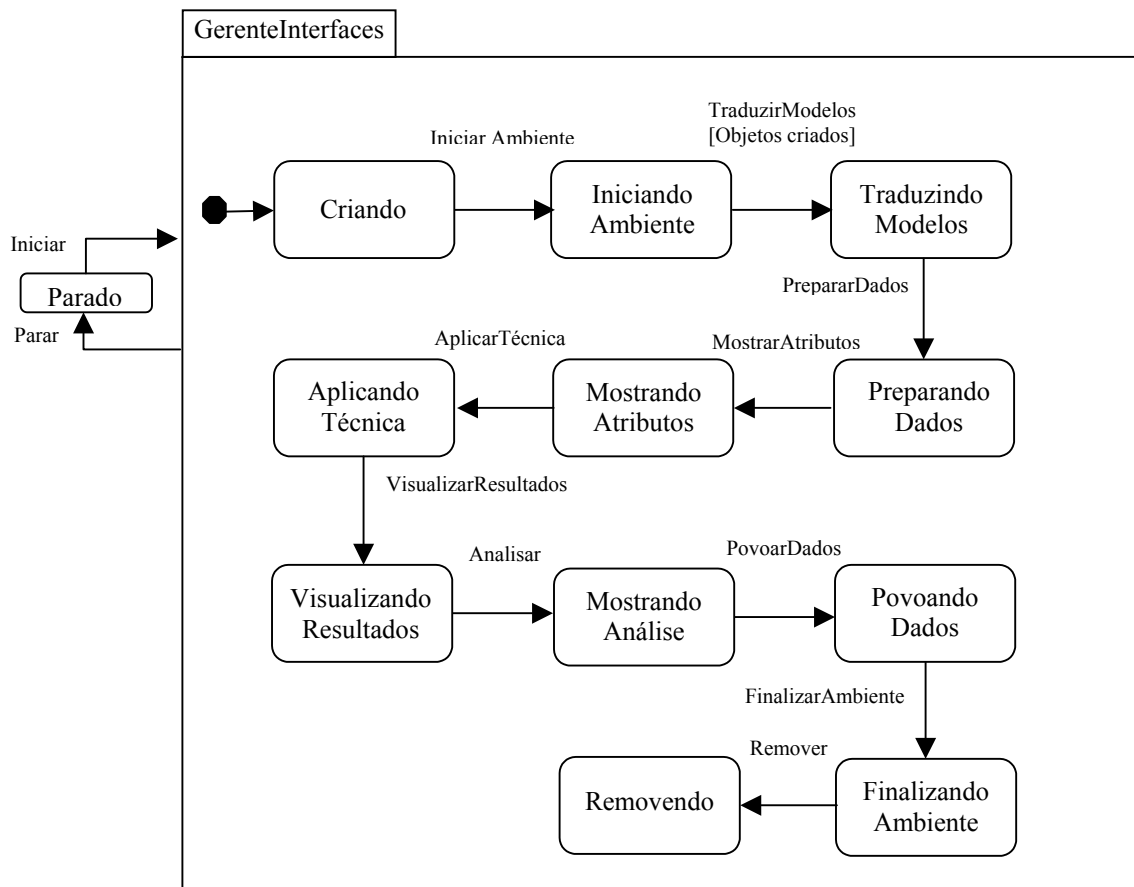 GerenteInterfaces
TraduzirModelos
[Objetos criados]
Iniciar Ambiente
Criando
Iniciando
Ambiente
Traduzindo
Modelos
Iniciar
Parado
Parar
PrepararDados
AplicarTécnica
MostrarAtributos
Aplicando
Técnica
Mostrando
Atributos
Preparando
Dados
VisualizarResultados
Analisar
PovoarDados
Visualizando
Resultados
Mostrando
Análise
Povoando
Dados
FinalizarAmbiente
Remover
Removendo
Finalizando
Ambiente